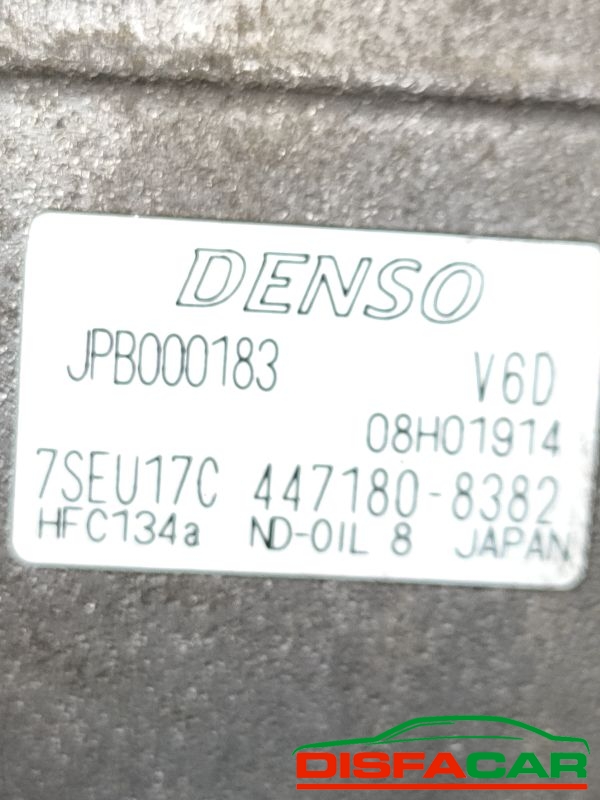 DENSO
JPB000183 V6D
08H01914
7SEU17C 447180-8382
HFC134a ND-OIL 8 JAPAN
DISFACAR